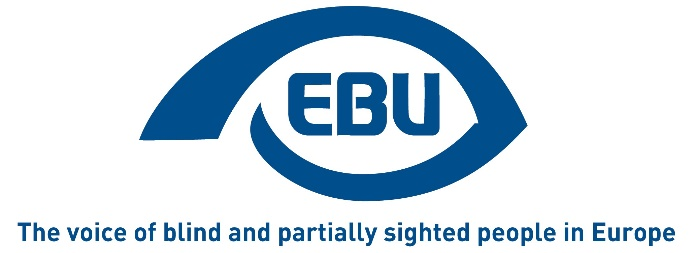 EBU
The voice of blind and partially sighted people in Europe